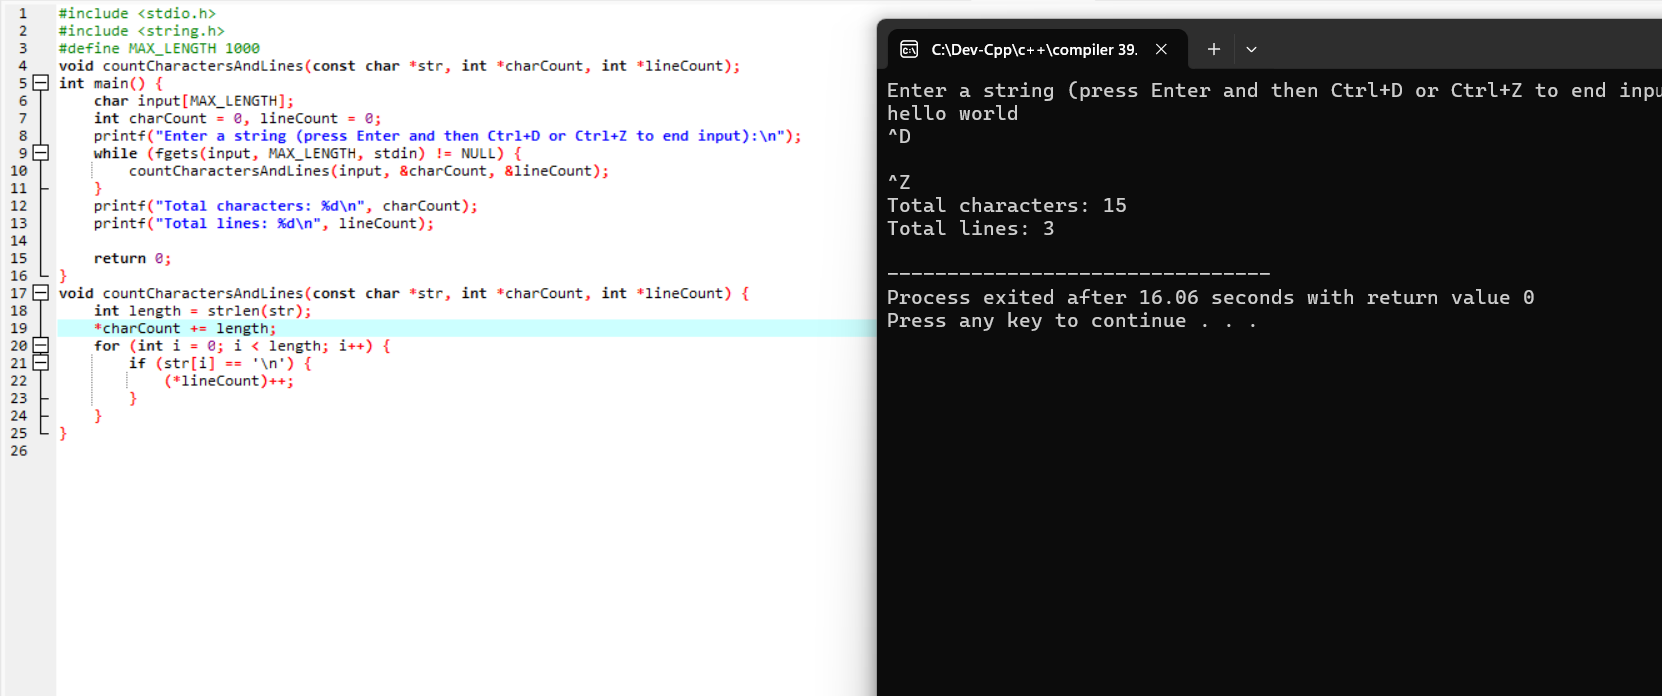 1 #include <stdio.h>
2 #include <string.h>
3 #define MAX_LENGTH 1000
4 void countCharactersAndLines(const char *str, int *charCount, int *lineCount);
5 int main() {
6     char input[MAX_LENGTH];
7     int charCount = 0, lineCount = 0;
8     printf("Enter a string (press Enter and then Ctrl+D or Ctrl+Z to end input):\n");
9     while (fgets(input, MAX_LENGTH, stdin) != NULL) {
10         countCharactersAndLines(input, &charCount, &lineCount);
11     }
12     printf("Total characters: %d\n", charCount);
13     printf("Total lines: %d\n", lineCount);
14
15     return 0;
16 }
17 void countCharactersAndLines(const char *str, int *charCount, int *lineCount) {
18     int length = strlen(str);
19     *charCount += length;
20     for (int i = 0; i < length; i++) {
21         if (str[i] == '\n') {
22             (*lineCount)++;
23         }
24     }
25 }
26
C:\Dev-Cpp\c++\compiler 39.
Enter a string (press Enter and then Ctrl+D or Ctrl+Z to end inpu
hello world
^D
^Z
Total characters: 15
Total lines: 3
--------------------------------
Process exited after 16.06 seconds with return value 0
Press any key to continue . . .